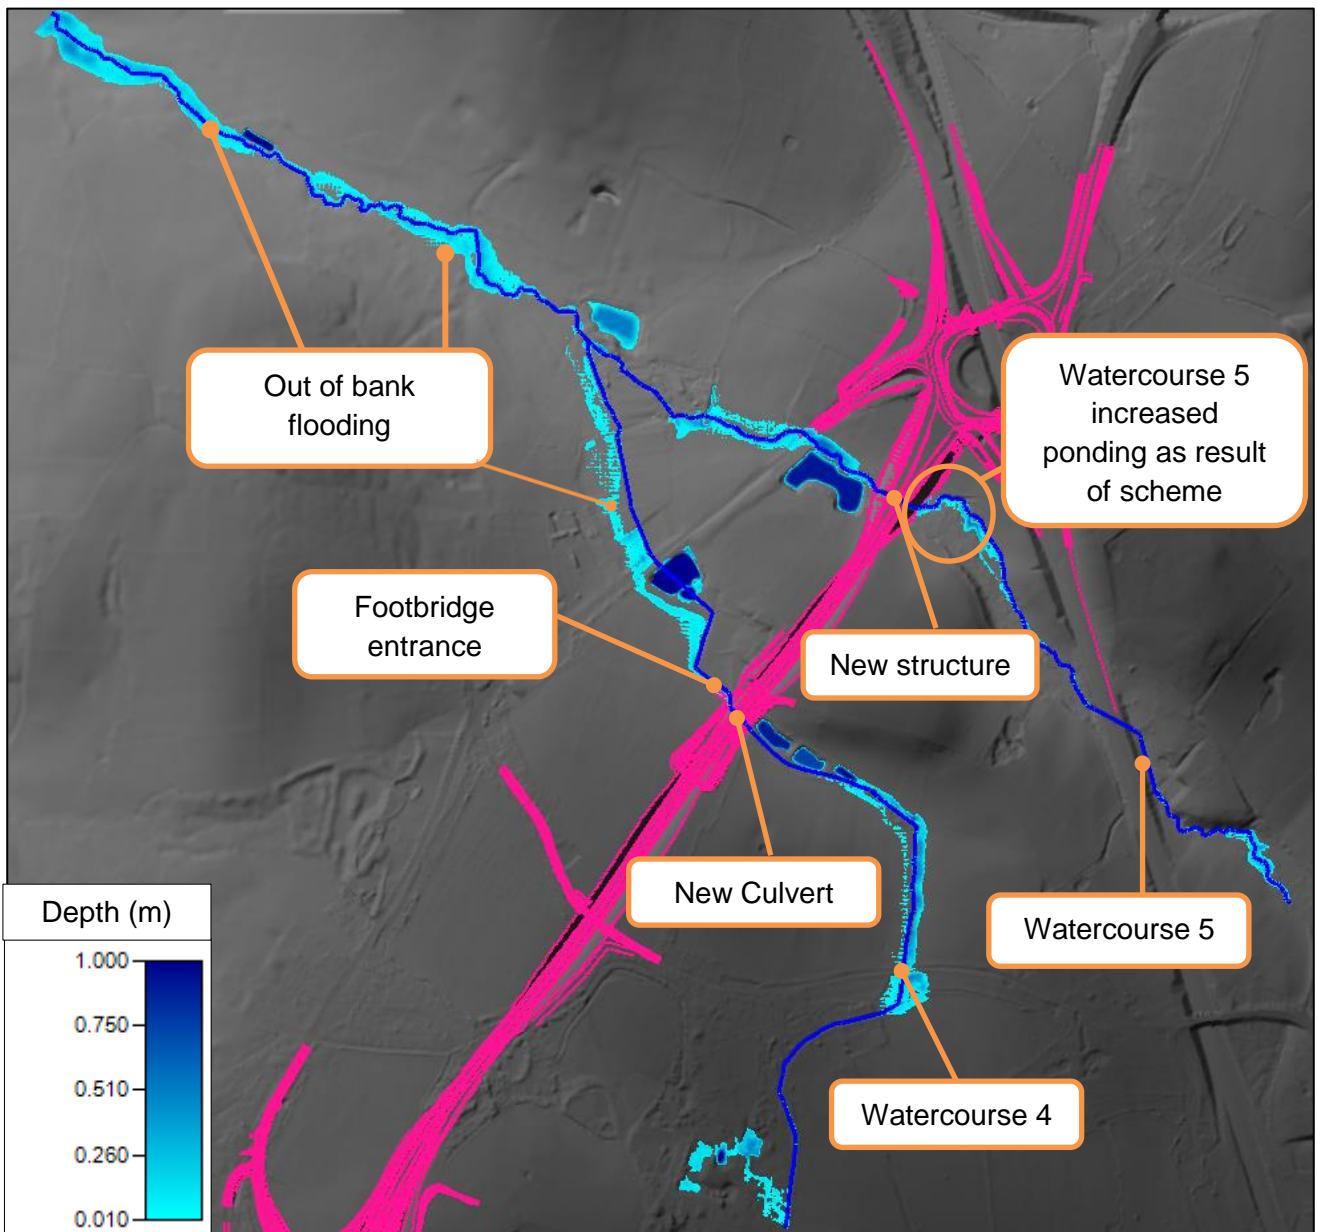 Out of bank
flooding
Watercourse 5
increased
ponding as result
of scheme
Footbridge
entrance
New structure
New Culvert
Watercourse 5
Watercourse 4
Depth (m)
1.000
0.750
0.510
0.260
0.010